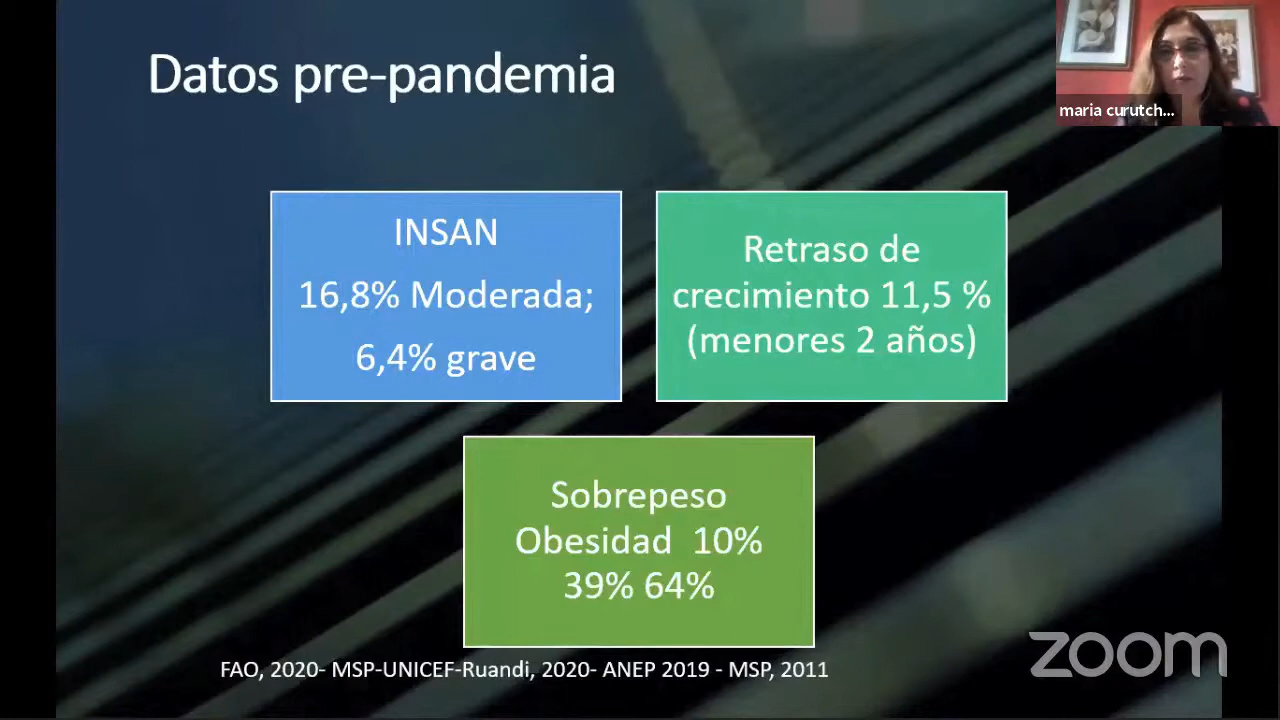 Datos pre-pandemia
maria curutch...
INSAN
16,8% Moderada;
6,4% grave
Retraso de
crecimiento 11,5 %
(menores 2 años)
Sobrepeso
Obesidad 10%
39% 64%
FAO, 2020- MSP-UNICEF-Ruandi, 2020- ANEP 2019 - MSP, 2011
zoom